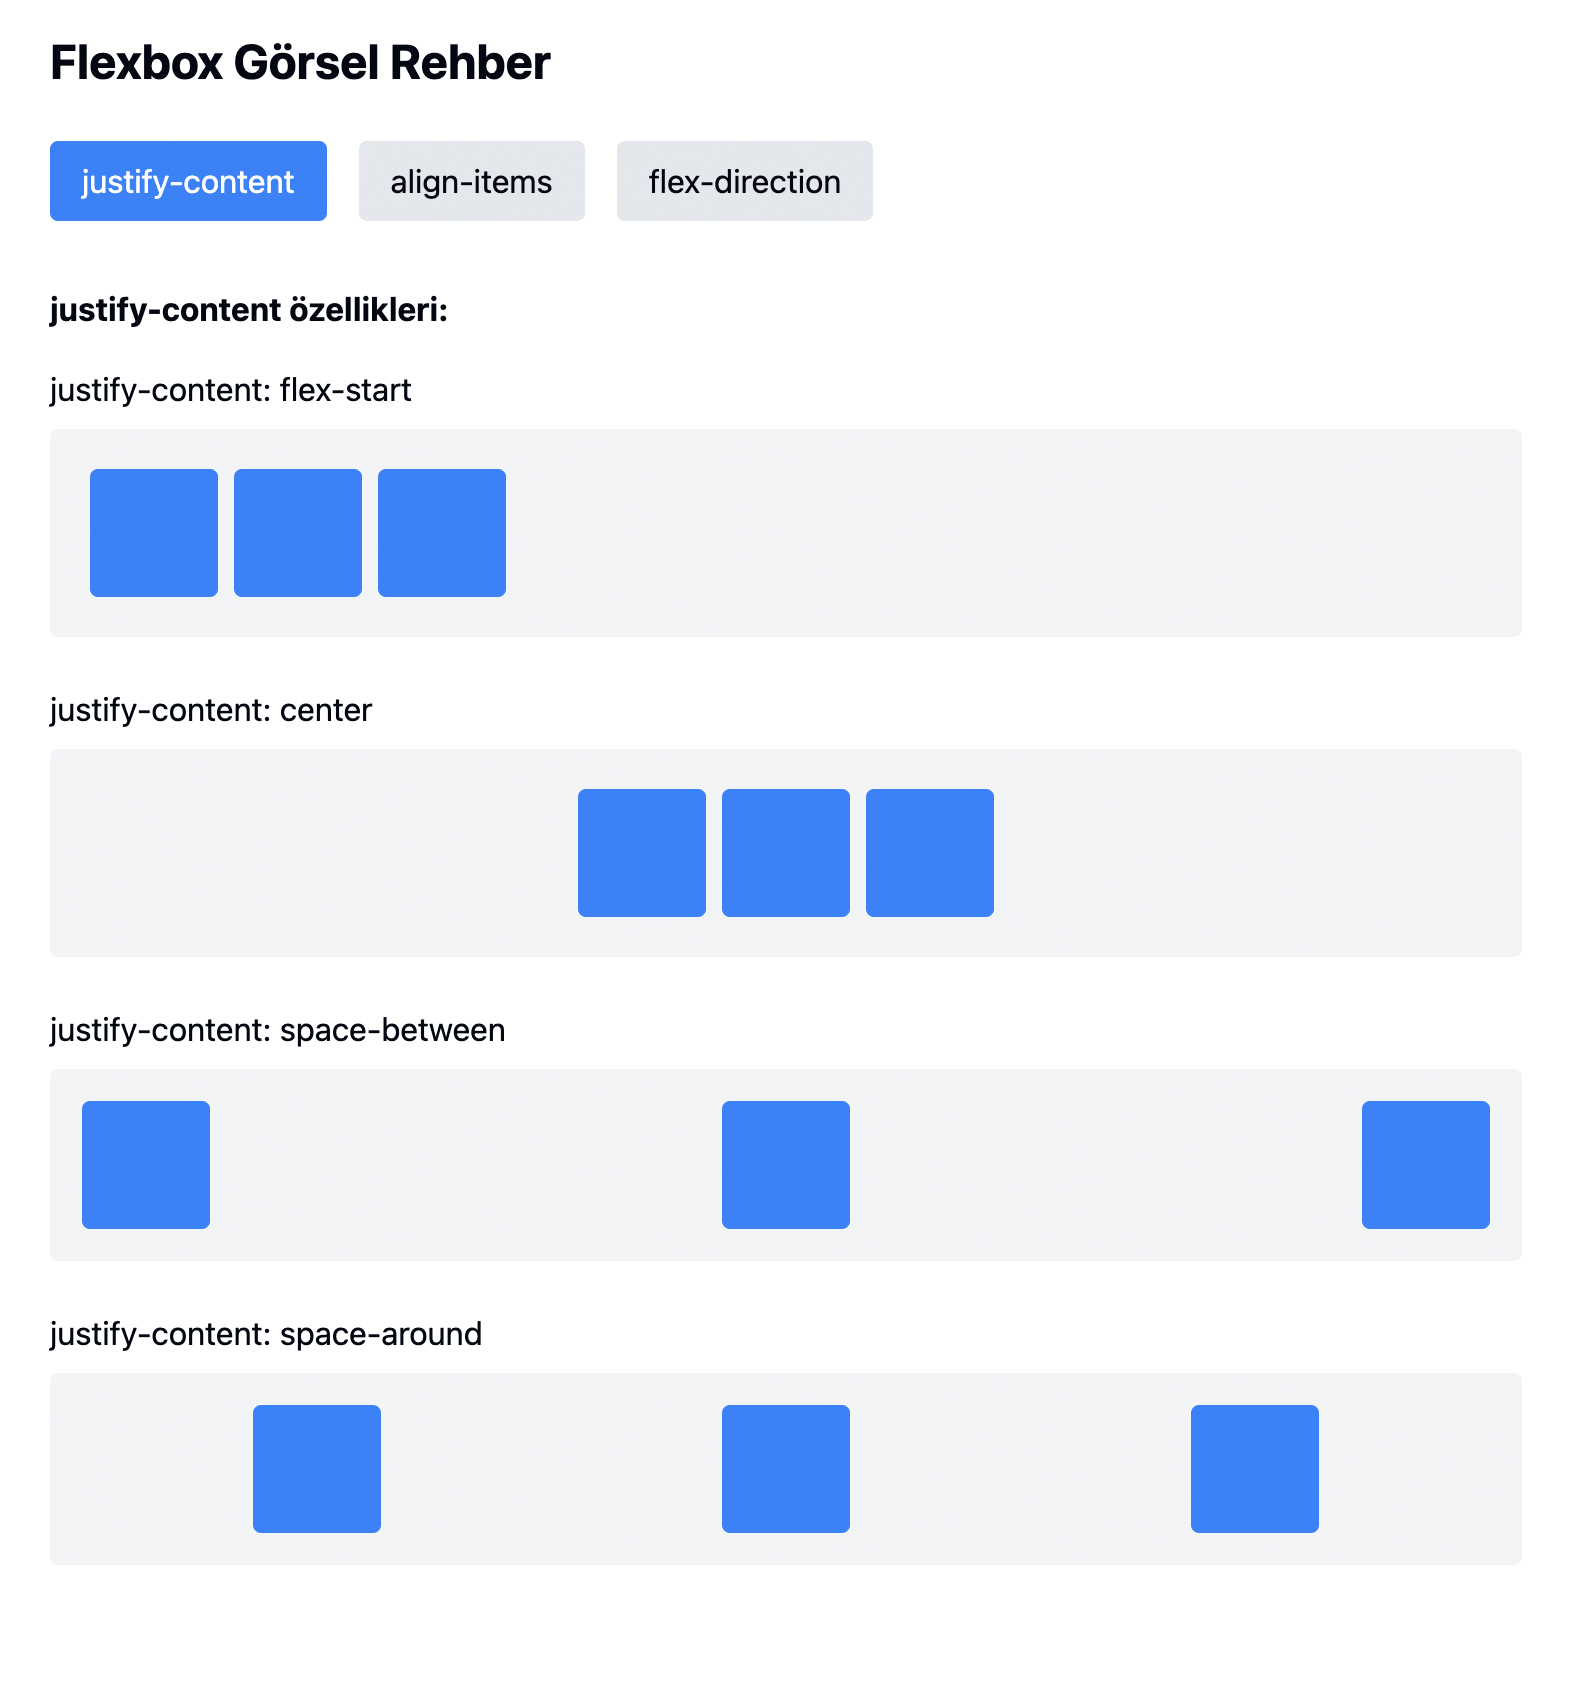 Flexbox Görsel Rehber
justify-content align-items flex-direction
justify-content özellikleri:
justify-content: flex-start
justify-content: center
justify-content: space-between
justify-content: space-around